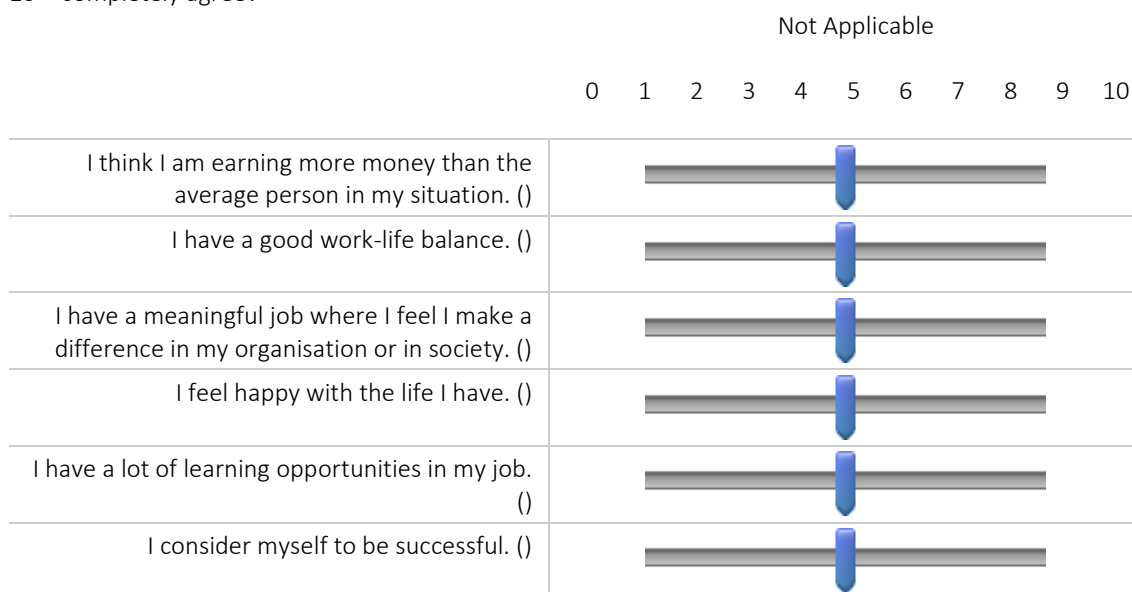 Not Applicable
0 1 2 3 4 5 6 7 8 9 10
I think I am earning more money than the
average person in my situation. ()
I have a good work-life balance. ()
I have a meaningful job where I feel I make a
difference in my organisation or in society. ()
I feel happy with the life I have. ()
I have a lot of learning opportunities in my job.
()
I consider myself to be successful. ()